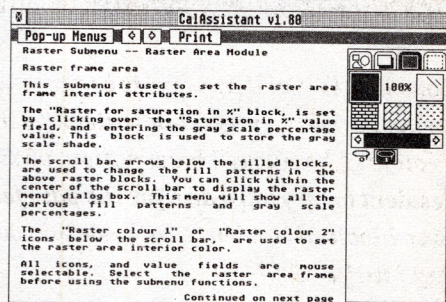 CalAssistant v1.80
Pop-up Menus Print
Raster Submenu -- Raster Area Module
Raster frame area
This submenu is used to set the raster area
frame interior attributes.
The "Raster for saturation in %" block, is set
by clicking over the "Saturation in %" value
field, and entering the gray scale percentage
value. This block is used to store the gray
scale shade.
The scroll bar arrows below the filled blocks,
are used to change the fill patterns in the
above raster blocks. You can click within the
center of the scroll bar to display the raster
menu dialog box. This menu will show all the
various fill patterns and gray scale
percentages.
The "Raster colour 1" or "Raster colour 2"
icons below the scroll bar, are used to set
the raster area interior color.
All icons, and value fields are mouse
selectable. Select the raster area frame
before using the submenu functions.
. Continued on next page
100%